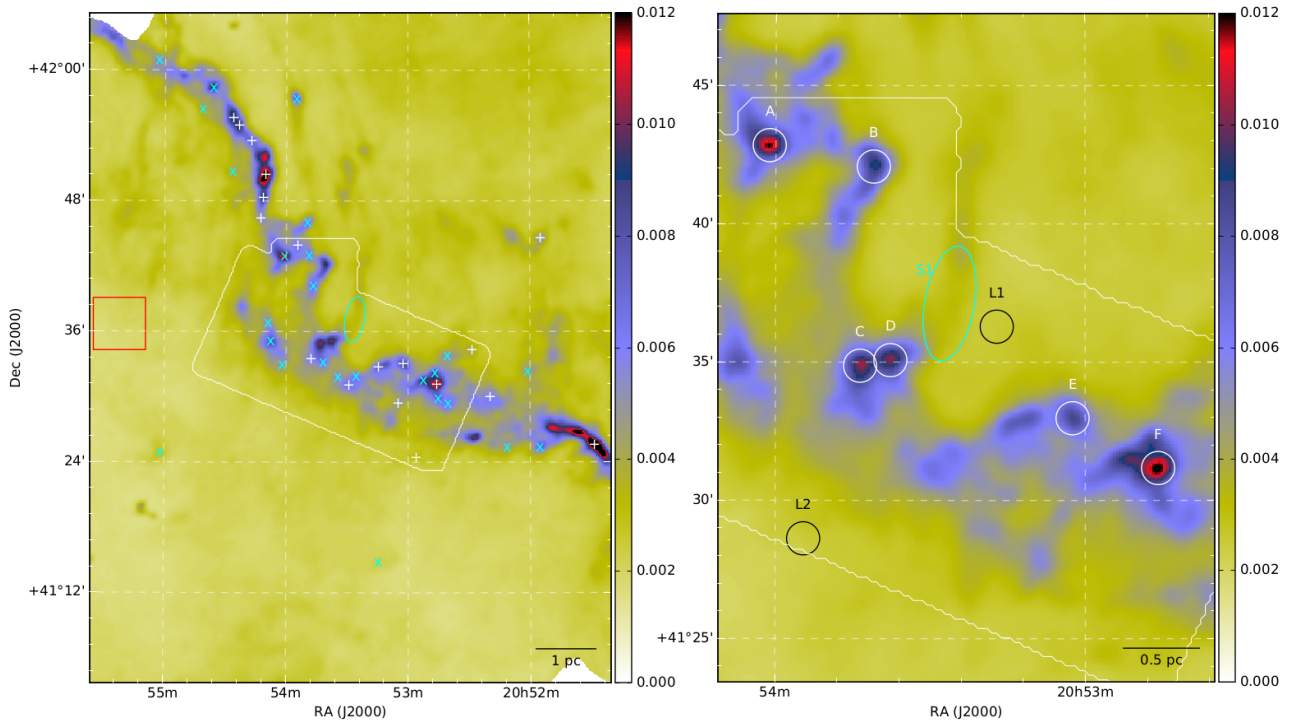 +42°00'
48'
36'
24'
+41°12'
Dec (J2000)
55m
54m
53m
20h52m
RA (J2000)
1 pc
0.012
0.010
0.008
0.006
0.004
0.002
0.000
45'
40'
35'
30'
+41°25'
A
B
S1
L1
C
D
E
F
L2
0.5 pc
54m
20h53m
RA (J2000)
0.012
0.010
0.008
0.006
0.004
0.002
0.000